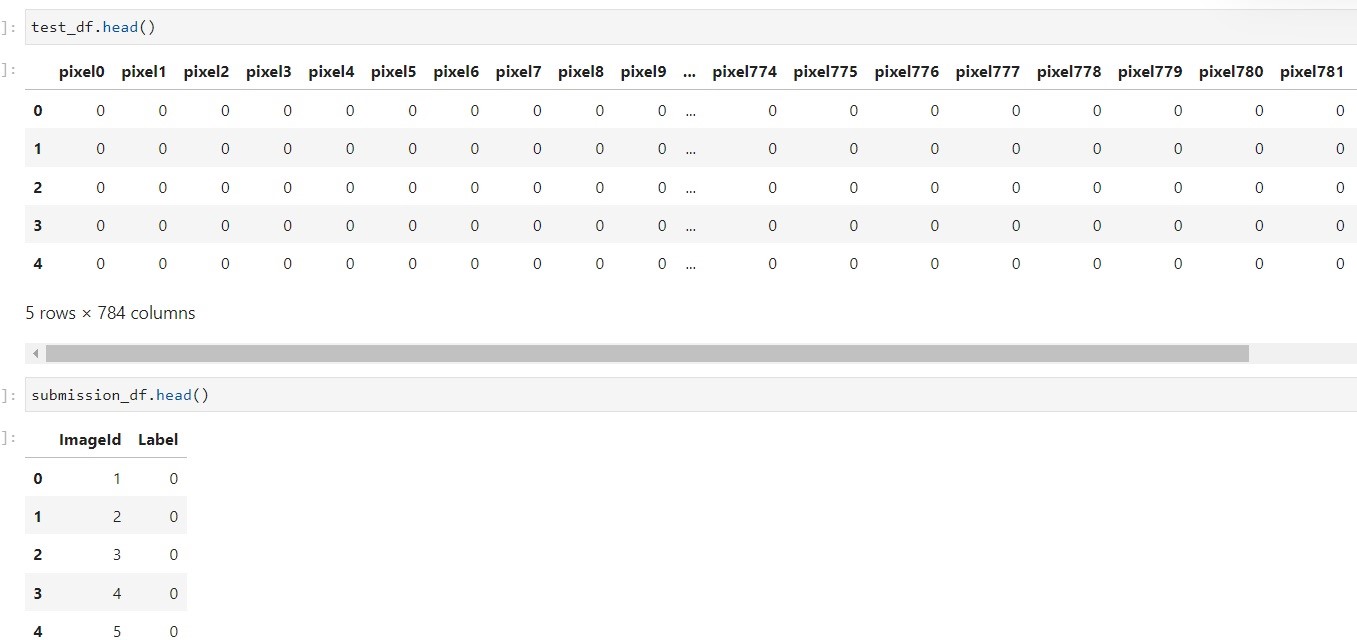 ]: test_df.head()
]: pixel0 pixel1 pixel2 pixel3 pixel4 pixel5 pixel6 pixel7 pixel8 pixel9 ... pixel774 pixel775 pixel776 pixel777 pixel778 pixel779 pixel780 pixel781
0 0 0 0 0 0 0 0 0 0 0 ... 0 0 0 0 0 0 0 0
1 0 0 0 0 0 0 0 0 0 0 ... 0 0 0 0 0 0 0 0
2 0 0 0 0 0 0 0 0 0 0 ... 0 0 0 0 0 0 0 0
3 0 0 0 0 0 0 0 0 0 0 ... 0 0 0 0 0 0 0 0
4 0 0 0 0 0 0 0 0 0 0 ... 0 0 0 0 0 0 0 0
5 rows × 784 columns
]: submission_df.head()
]: ImageId Label
0 1 0
1 2 0
2 3 0
3 4 0
4 5 0